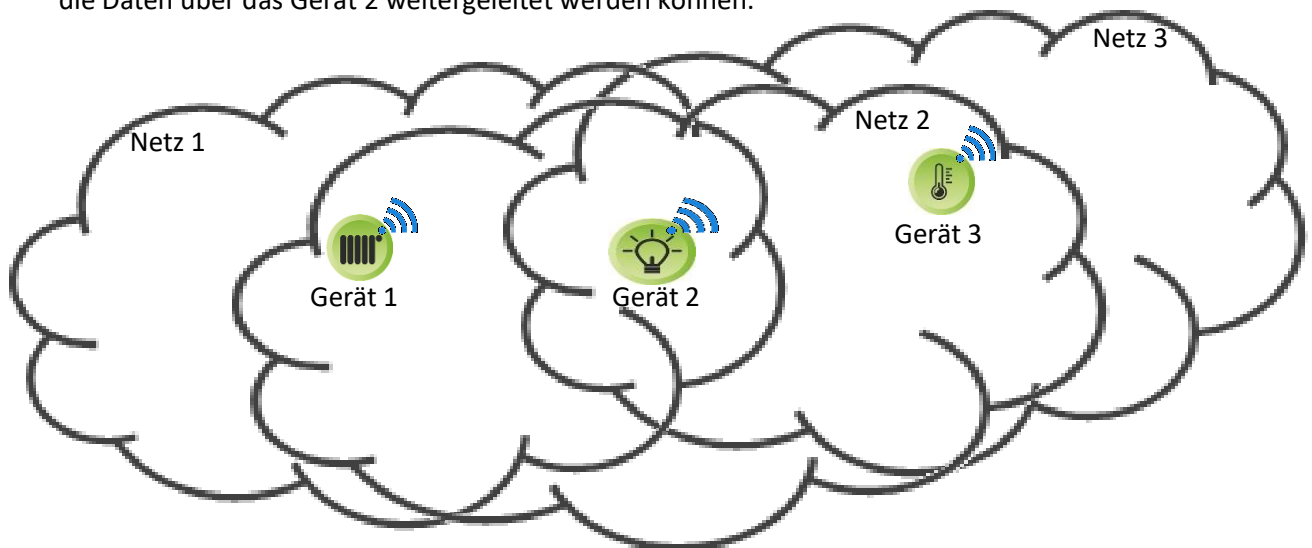 die Daten über das Gerät 2 weitergeleitet werden können.
Netz 3
Netz 2
Netz 1
Gerät 3
Gerät 1
Gerät 2